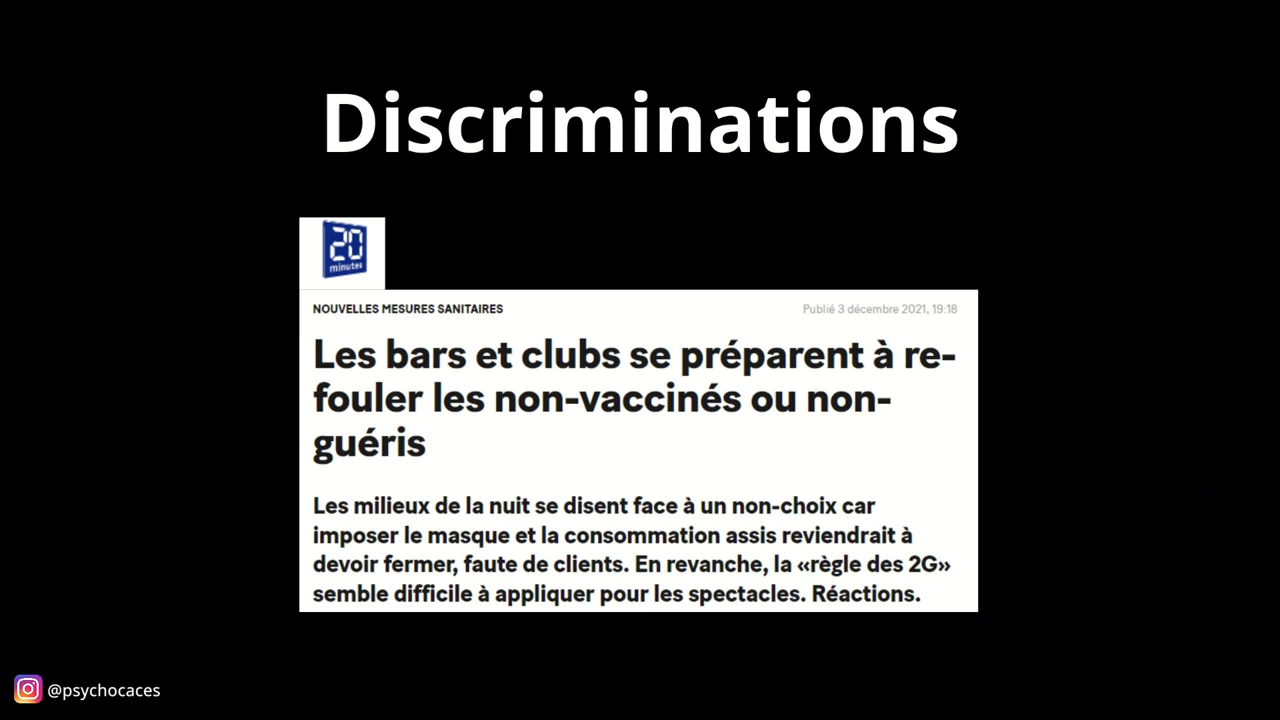 Discriminations
20
minutes
NOUVELLES MESURES SANITAIRES
Publié 3 décembre 2021, 19:18
Les bars et clubs se préparent à re-
fouler les non-vaccinés ou non-
guéris
Les milieux de la nuit se disent face à un non-choix car
imposer le masque et la consommation assis reviendrait à
devoir fermer, faute de clients. En revanche, la «règle des 2G»
semble difficile à appliquer pour les spectacles. Réactions.
@psychocaces